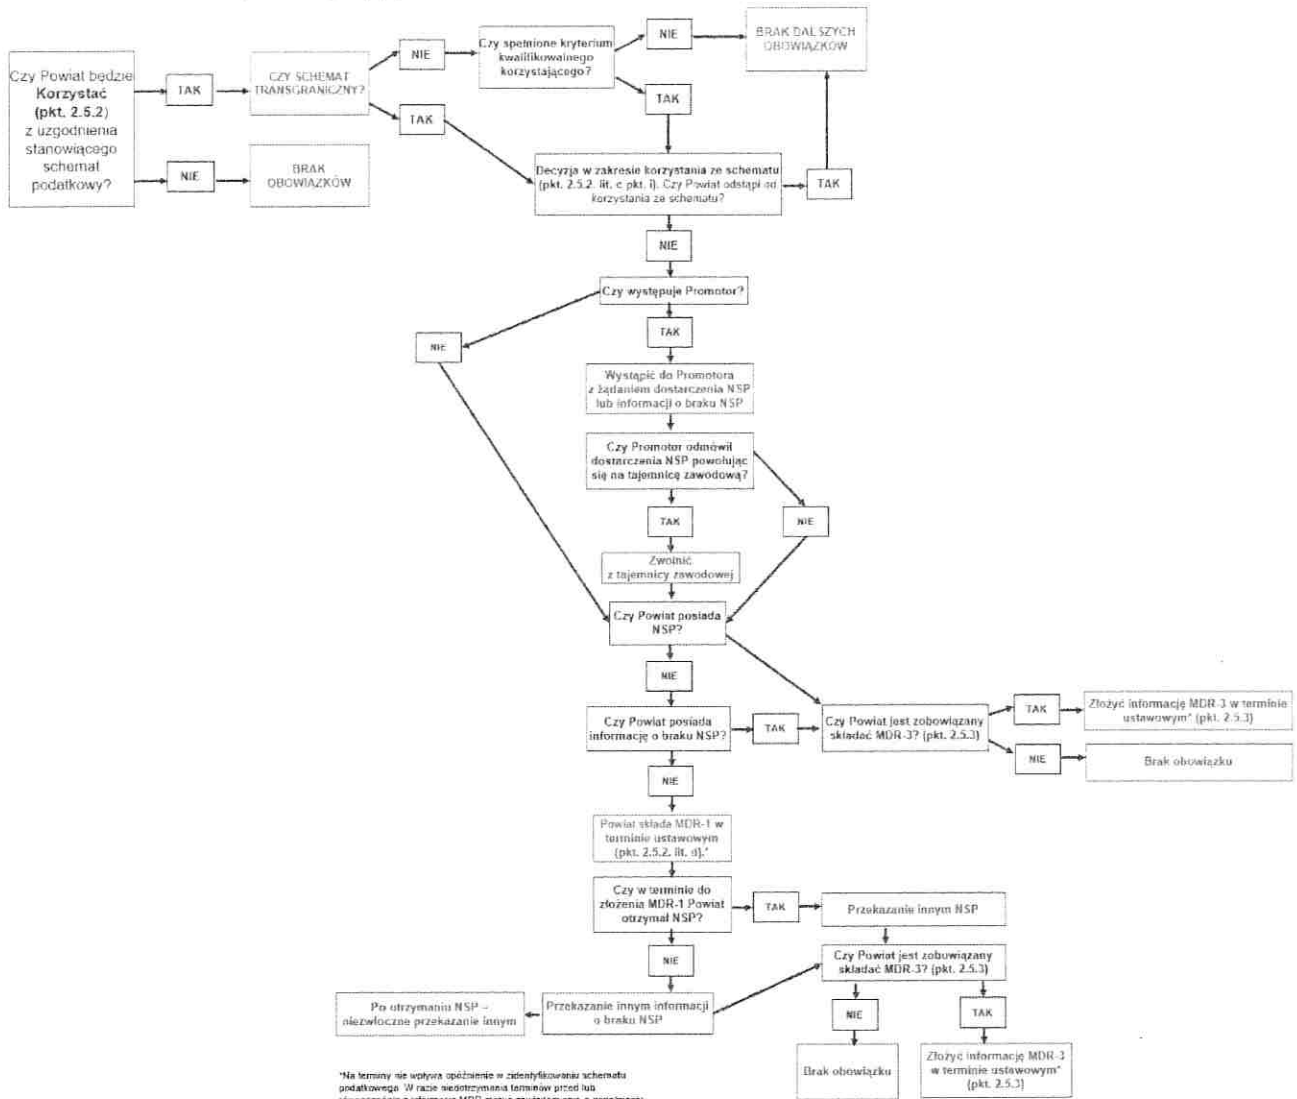 Czy Powiat będzie
Korzystać
(pkt. 2.5.2)
z uzgodnienia
stanowiącego
schemat
podatkowy?
TAK
NIE
CZY SCHEMAT
TRANSGRANICZNY?
BRAK
OBOWIĄZKÓW
NIE
TAK
Czy spełnione kryterium
kwalifikowalnego
korzystającego?
NIE
TAK
BRAK DALSZYCH
OBOWIĄZKÓW
Decyzja w zakresie korzystania ze schematu
(pkt. 2.5.2. lit. c pkt. i). Czy Powiat odstąpi od
korzystania ze schematu?
TAK
NIE
Czy występuje Promotor?
NIE
TAK
Wystąpić do Promotora
z żądaniem dostarczenia NSP
lub informacji o braku NSP
Czy Promotor odmówił
dostarczenia NSP powołując
się na tajemnicę zawodową?
TAK
NIE
Zwolnić
z tajemnicy zawodowej
Czy Powiat posiada
NSP?
NIE
Czy Powiat posiada
informację o braku NSP?
TAK
Czy Powiat jest zobowiązany
składać MDR-3? (pkt. 2.5.3)
TAK
Złożyć informację MDR-3 w terminie
ustawowym* (pkt. 2.5.3)
NIE
Brak obowiązku
NIE
Powiat składa MDR-1 w
terminie ustawowym
(pkt. 2.5.2. lit. d).*
Czy w terminie do
złożenia MDR-1 Powiat
otrzymał NSP?
TAK
Przekazanie innym NSP
NIE
Czy Powiat jest zobowiązany
składać MDR-3? (pkt. 2.5.3)
Po otrzymaniu NSP –
niezwłoczne przekazanie innym
Przekazanie innym informacji
o braku NSP
NIE
TAK
Brak obowiązku
Złożyć informację MDR-3
w terminie ustawowym*
(pkt. 2.5.3)
*Na terminy nie wpływa opóźnienie w zidentyfikowaniu schematu
podatkowego. W razie niedotrzymania terminów przed lub